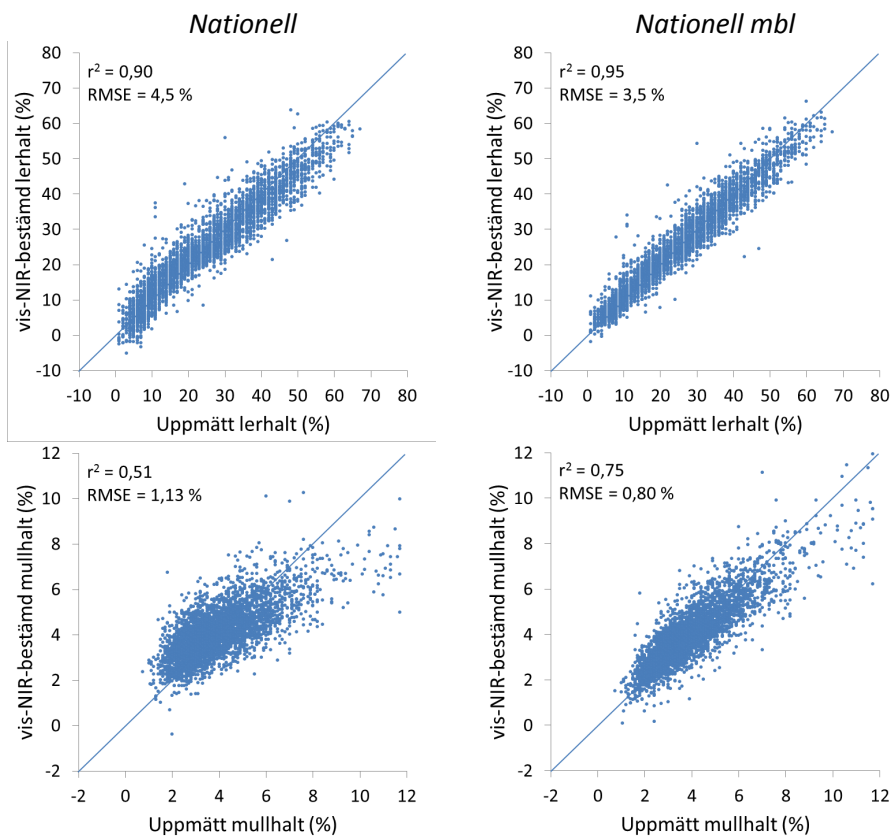 Nationell
r² = 0,90
RMSE = 4,5 %
80
70
60
50
40
30
20
10
0
-10
vis-NIR-bestämd lerhalt (%)
-10 0 10 20 30 40 50 60 70 80
Uppmätt lerhalt (%)
Nationell mbl
r² = 0,95
RMSE = 3,5 %
80
70
60
50
40
30
20
10
0
-10
vis-NIR-bestämd lerhalt (%)
-10 0 10 20 30 40 50 60 70 80
Uppmätt lerhalt (%)
r² = 0,51
RMSE = 1,13 %
12
10
8
6
4
2
0
-2
vis-NIR-bestämd mullhalt (%)
-2 0 2 4 6 8 10 12
Uppmätt mullhalt (%)
r² = 0,75
RMSE = 0,80 %
12
10
8
6
4
2
0
-2
vis-NIR-bestämd mullhalt (%)
-2 0 2 4 6 8 10 12
Uppmätt mullhalt (%)